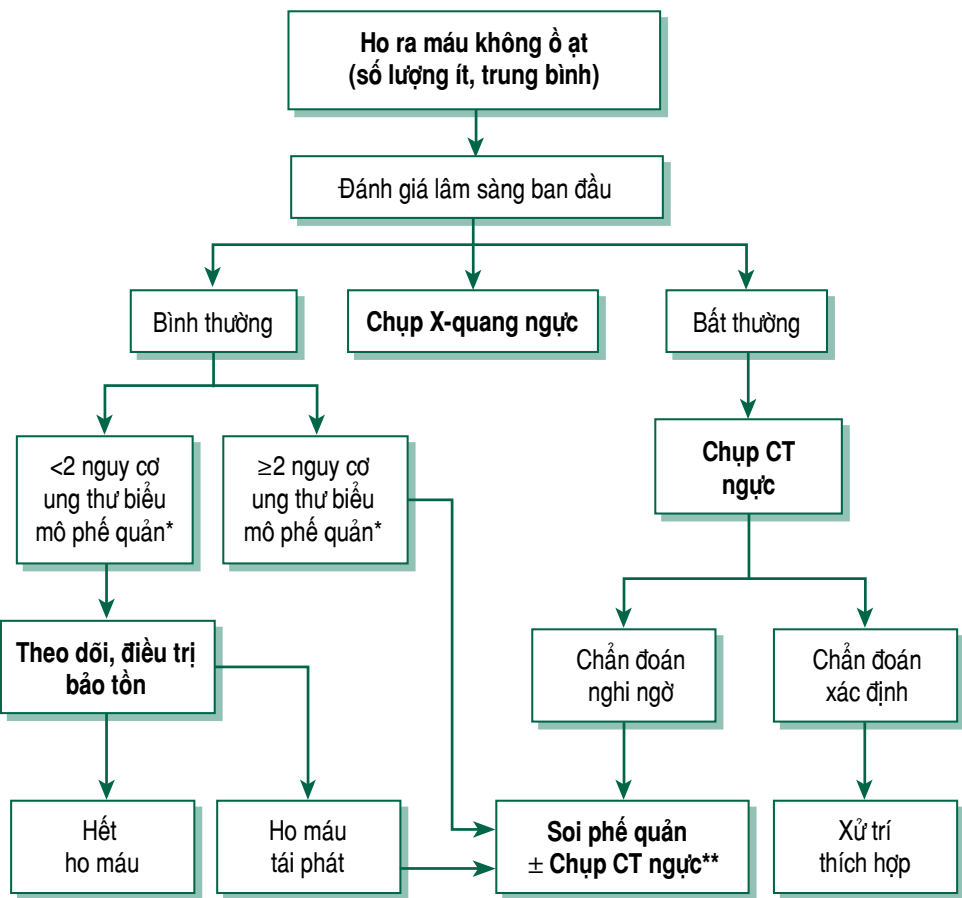 Ho ra máu không ồ ạt
(số lượng ít, trung bình)
Đánh giá lâm sàng ban đầu
Bình thường
Chụp X-quang ngực
Bất thường
<2 nguy cơ
ung thư biểu
mô phế quản*
≥2 nguy cơ
ung thư biểu
mô phế quản*
Chụp CT
ngực
Theo dõi, điều trị
bảo tồn
Chẩn đoán
nghi ngờ
Chẩn đoán
xác định
Hết
ho máu
Ho máu
tái phát
Soi phế quản
± Chụp CT ngực**
Xử trí
thích hợp